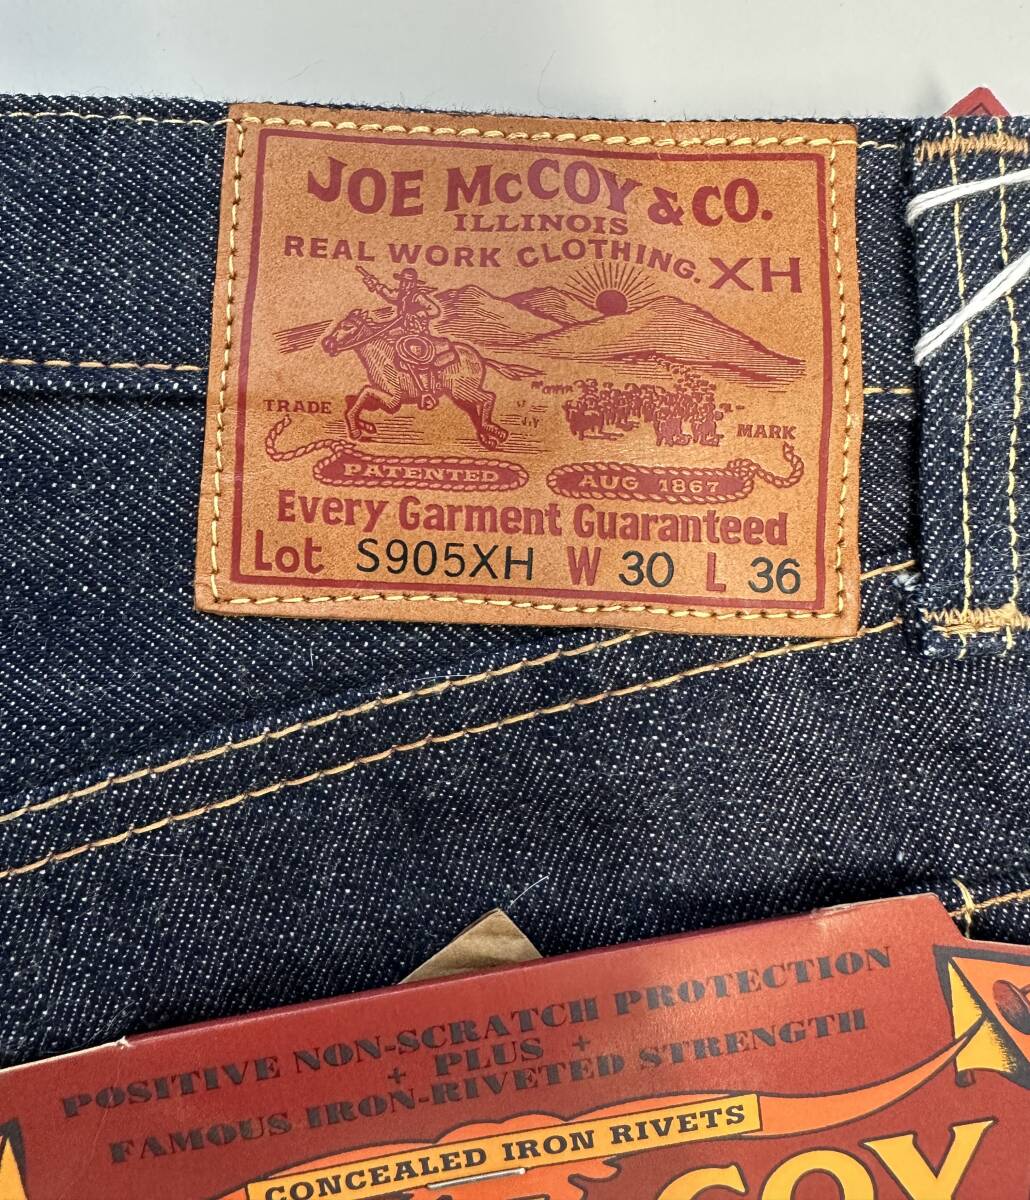 JOE McCOY & CO.
ILLINOIS
REAL WORK CLOTHING. XH
TRADE MARK
PATENTED AUG 1867
Every Garment Guaranteed
Lot S905XH W 30 L 36
POSITIVE NON-SCRATCH PROTECTION
+ PLUS +
FAMOUS IRON-RIVETED STRENGTH
CONCEALED IRON RIVETS
COY